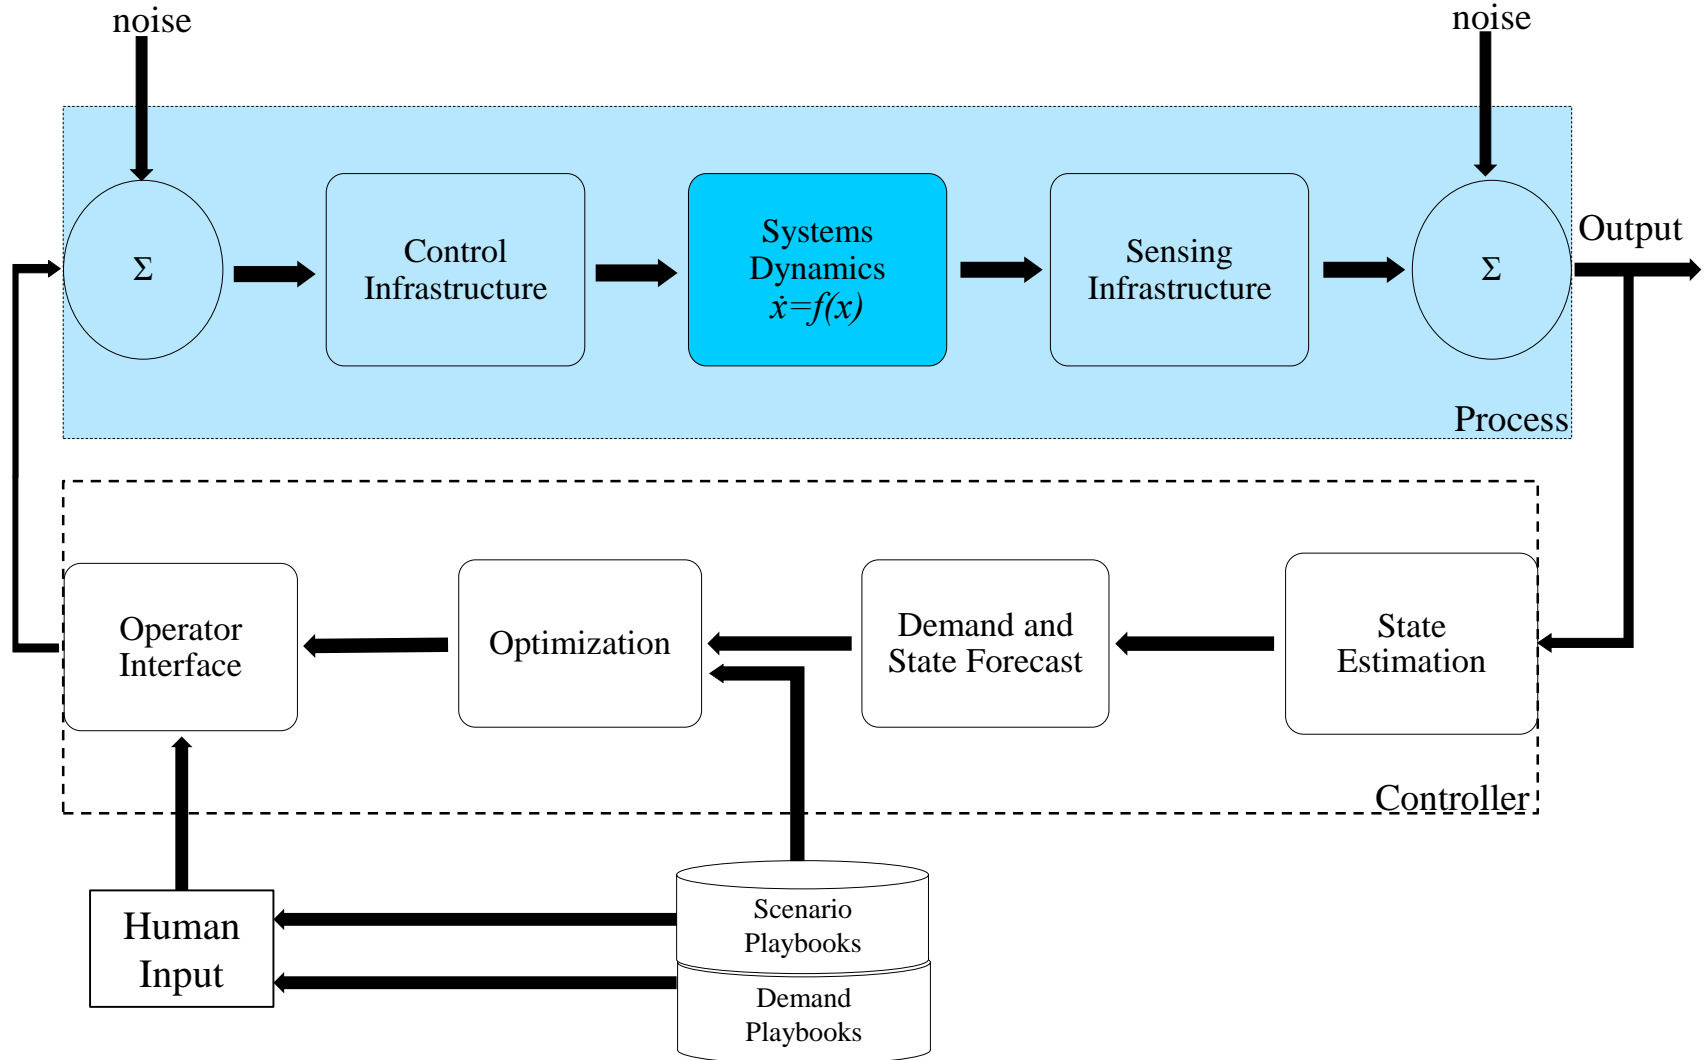 noise
noise
Σ
Control
Infrastructure
Systems
Dynamics
ẋ=f(x)
Sensing
Infrastructure
Σ
Output
Process
Operator
Interface
Optimization
Demand and
State Forecast
State
Estimation
Controller
Human
Input
Scenario
Playbooks
Demand
Playbooks